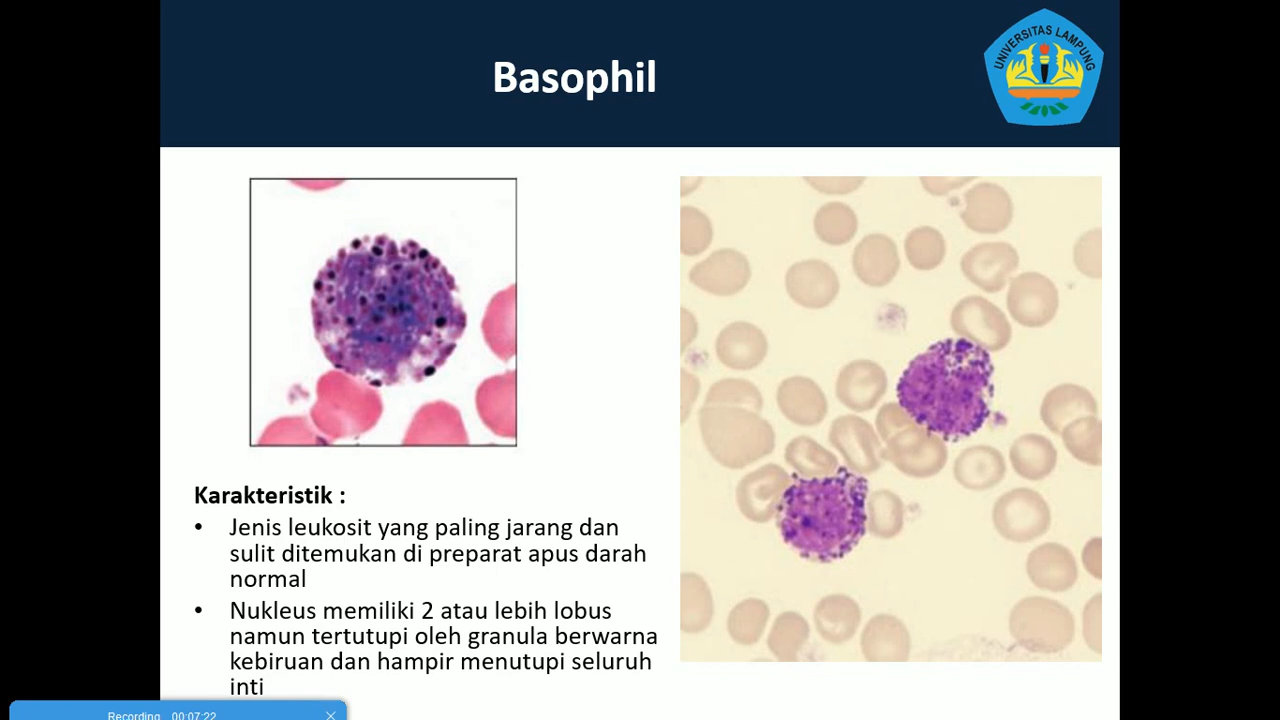 Basophil
UNIVERSITAS LAMPUNG
Karakteristik :
• Jenis leukosit yang paling jarang dan
sulit ditemukan di preparat apus darah
normal
• Nukleus memiliki 2 atau lebih lobus
namun tertutupi oleh granula berwarna
kebiruan dan hampir menutupi seluruh
inti
Recording 00:07:22